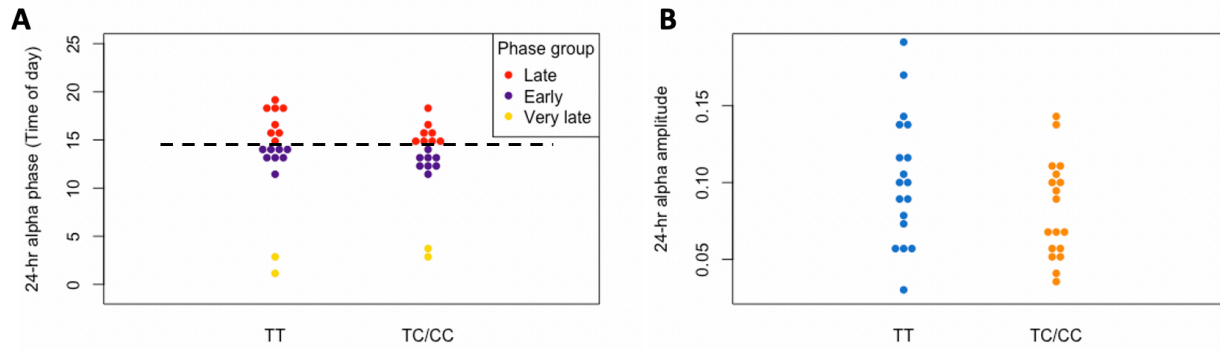 A
24-hr alpha phase (Time of day)
25
20
15
10
5
0
Phase group
Late
Early
Very late
TT
TC/CC
B
24-hr alpha amplitude
0.15
0.10
0.05
TT
TC/CC